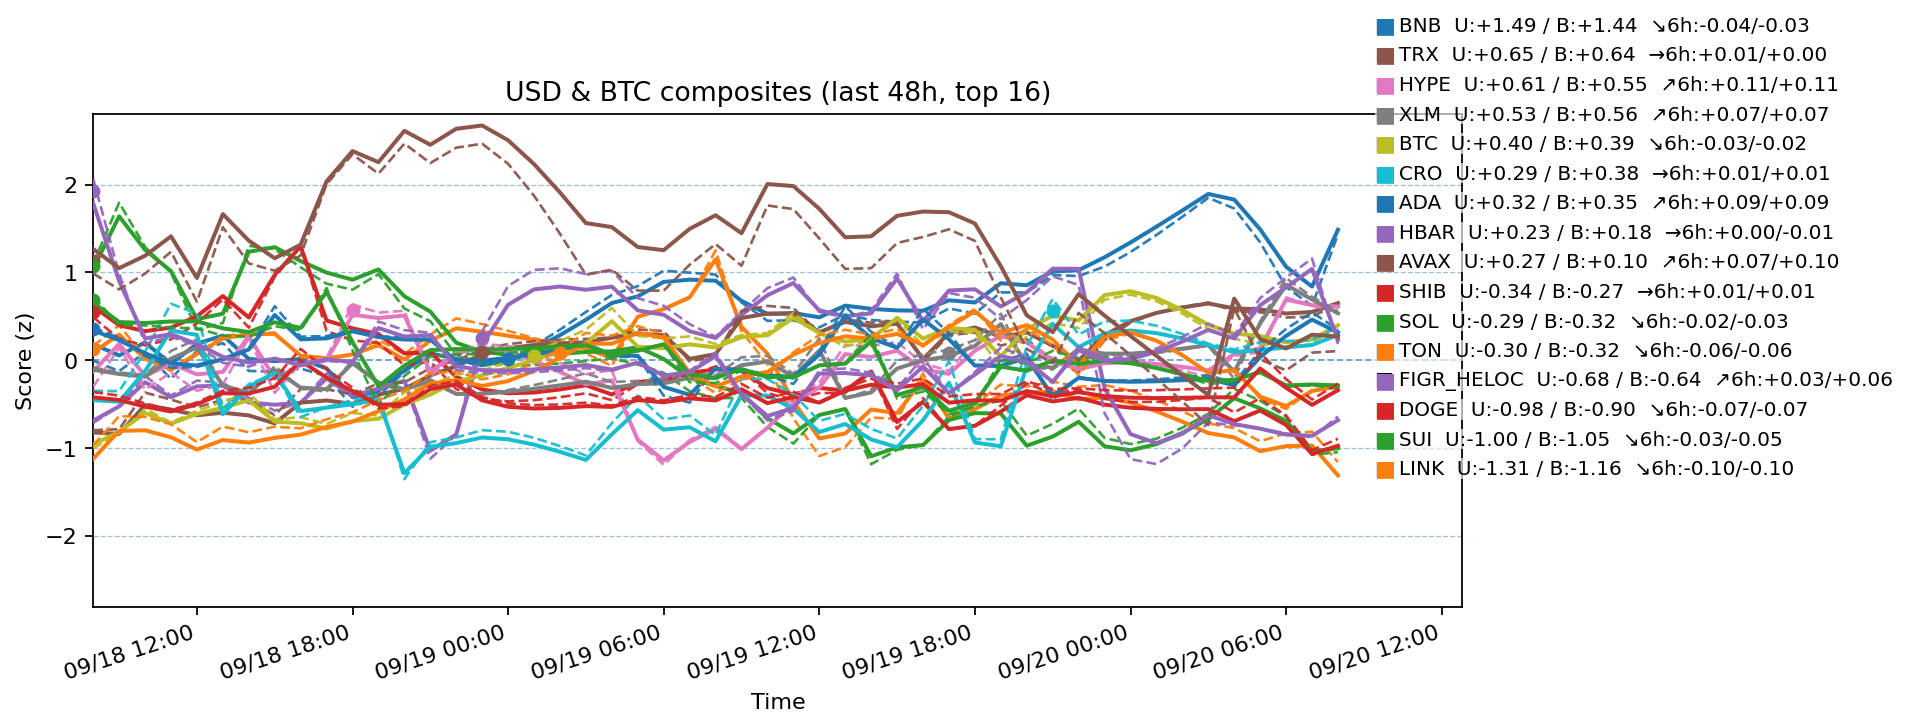 BNB  U:+1.49 / B:+1.44  ↘6h:-0.04/-0.03
TRX  U:+0.65 / B:+0.64  →6h:+0.01/+0.00
HYPE  U:+0.61 / B:+0.55  ↗6h:+0.11/+0.11
XLM  U:+0.53 / B:+0.56  ↗6h:+0.07/+0.07
BTC  U:+0.40 / B:+0.39  ↘6h:-0.03/-0.02
CRO  U:+0.29 / B:+0.38  →6h:+0.01/+0.01
ADA  U:+0.32 / B:+0.35  ↗6h:+0.09/+0.09
HBAR  U:+0.23 / B:+0.18  →6h:+0.00/-0.01
AVAX  U:+0.27 / B:+0.10  ↗6h:+0.07/+0.10
SHIB  U:-0.34 / B:-0.27  →6h:+0.01/+0.01
SOL  U:-0.29 / B:-0.32  ↘6h:-0.02/-0.03
TON  U:-0.30 / B:-0.32  ↘6h:-0.06/-0.06
FIGR_HELOC  U:-0.68 / B:-0.64  ↗6h:+0.03/+0.06
DOGE  U:-0.98 / B:-0.90  ↘6h:-0.07/-0.07
SUI  U:-1.00 / B:-1.05  ↘6h:-0.03/-0.05
LINK  U:-1.31 / B:-1.16  ↘6h:-0.10/-0.10
USD & BTC composites (last 48h, top 16)
Score (z)
2
1
0
−1
−2
09/18 12:00
09/18 18:00
09/19 00:00
09/19 06:00
09/19 12:00
09/19 18:00
09/20 00:00
09/20 06:00
09/20 12:00
Time